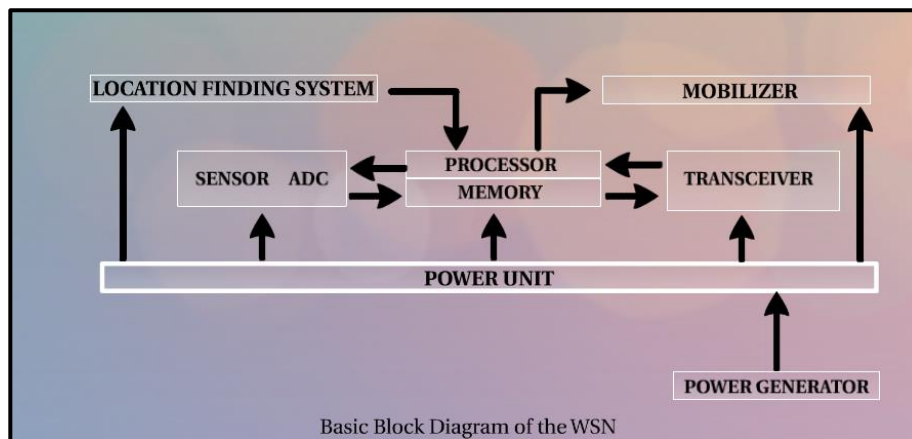 LOCATION FINDING SYSTEM
MOBILIZER
SENSOR ADC
PROCESSOR
MEMORY
TRANSCEIVER
POWER UNIT
POWER GENERATOR
Basic Block Diagram of the WSN